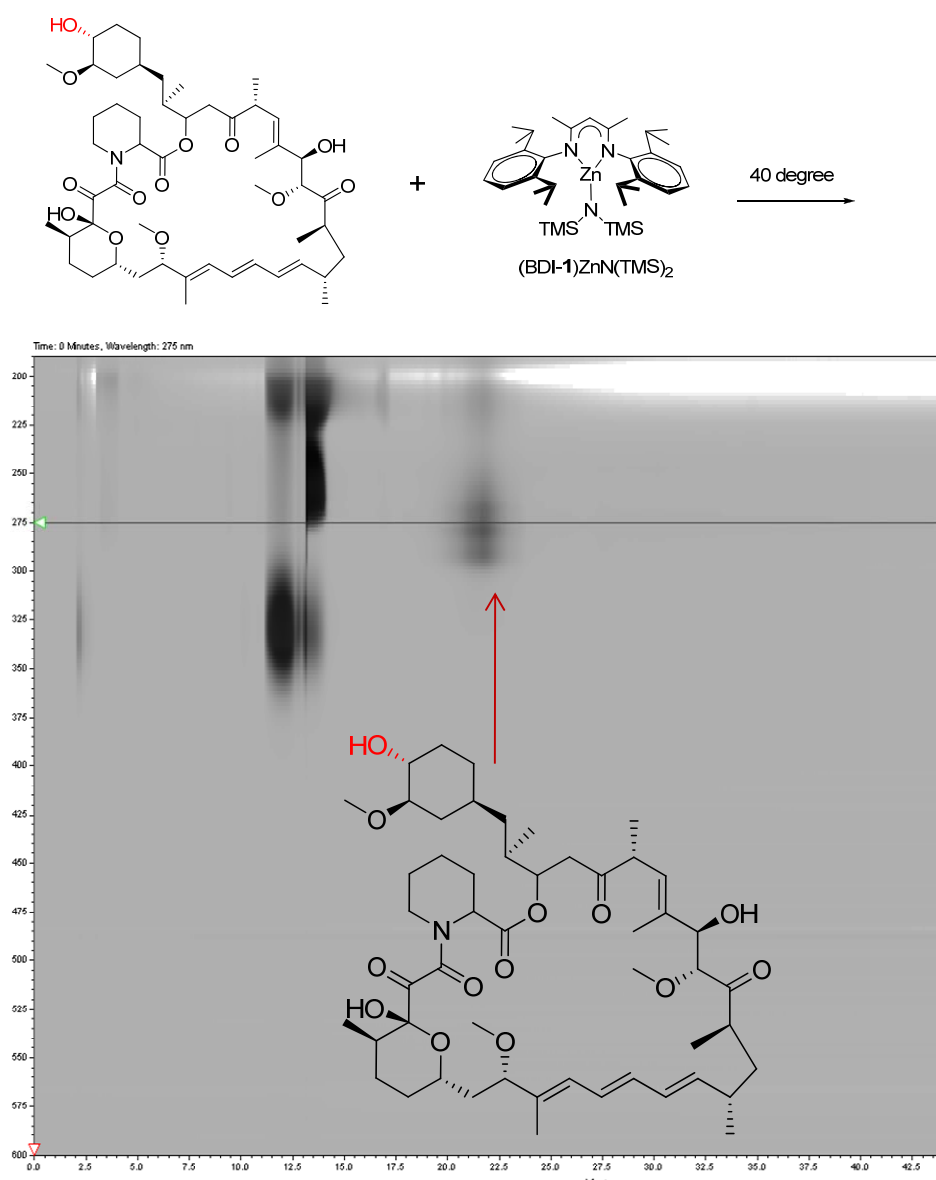 HO
O
O
N
O
O
OH
O
O
O
O
HO
O
O
+
N
N
Zn
N
TMS
TMS
(BDI-1)ZnN(TMS)2
40 degree
Time: 0 Minutes, Wavelength: 275 nm
200
225
250
275
300
325
350
375
400
425
450
475
500
525
550
575
600
HO
O
O
O
OH
N
O
O
O
O
O
HO
O
O
0.0 2.5 5.0 7.5 10.0 12.5 15.0 17.5 20.0 22.5 25.0 27.5 30.0 32.5 35.0 37.5 40.0 42.5